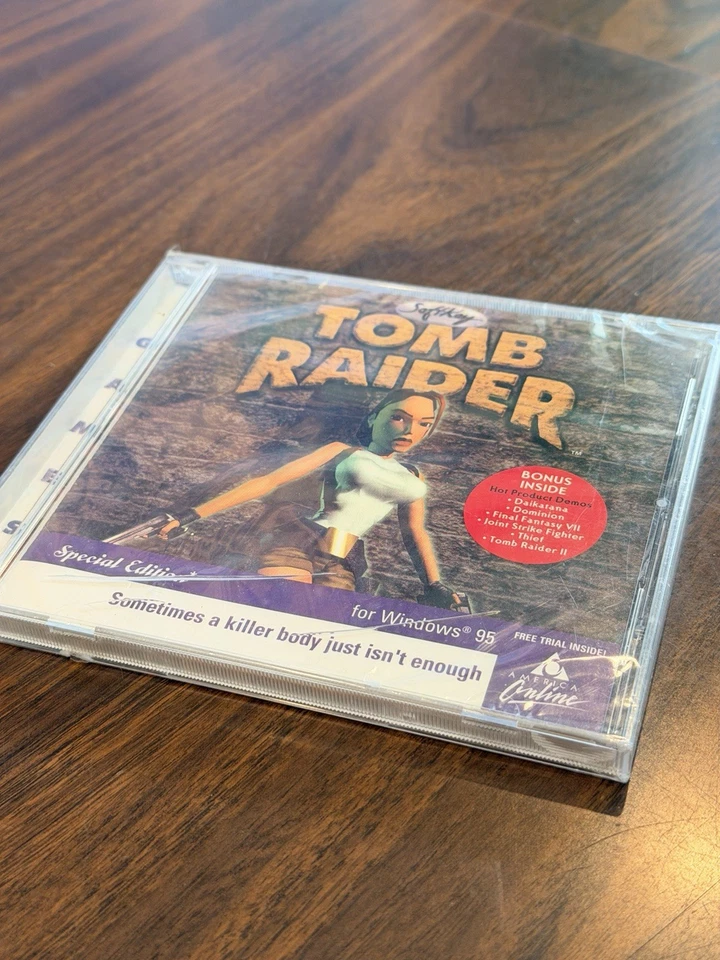 SoftKey
TOMB
RAIDER™
GAMES
BONUS
INSIDE
Hot Product Demos
• Daikatana
• Dominion
• Final Fantasy VII
• Joint Strike Fighter
• Thief
• Tomb Raider II
Special Edition*
for Windows® 95
Sometimes a killer body just isn't enough
FREE TRIAL INSIDE!
AMERICA
Online